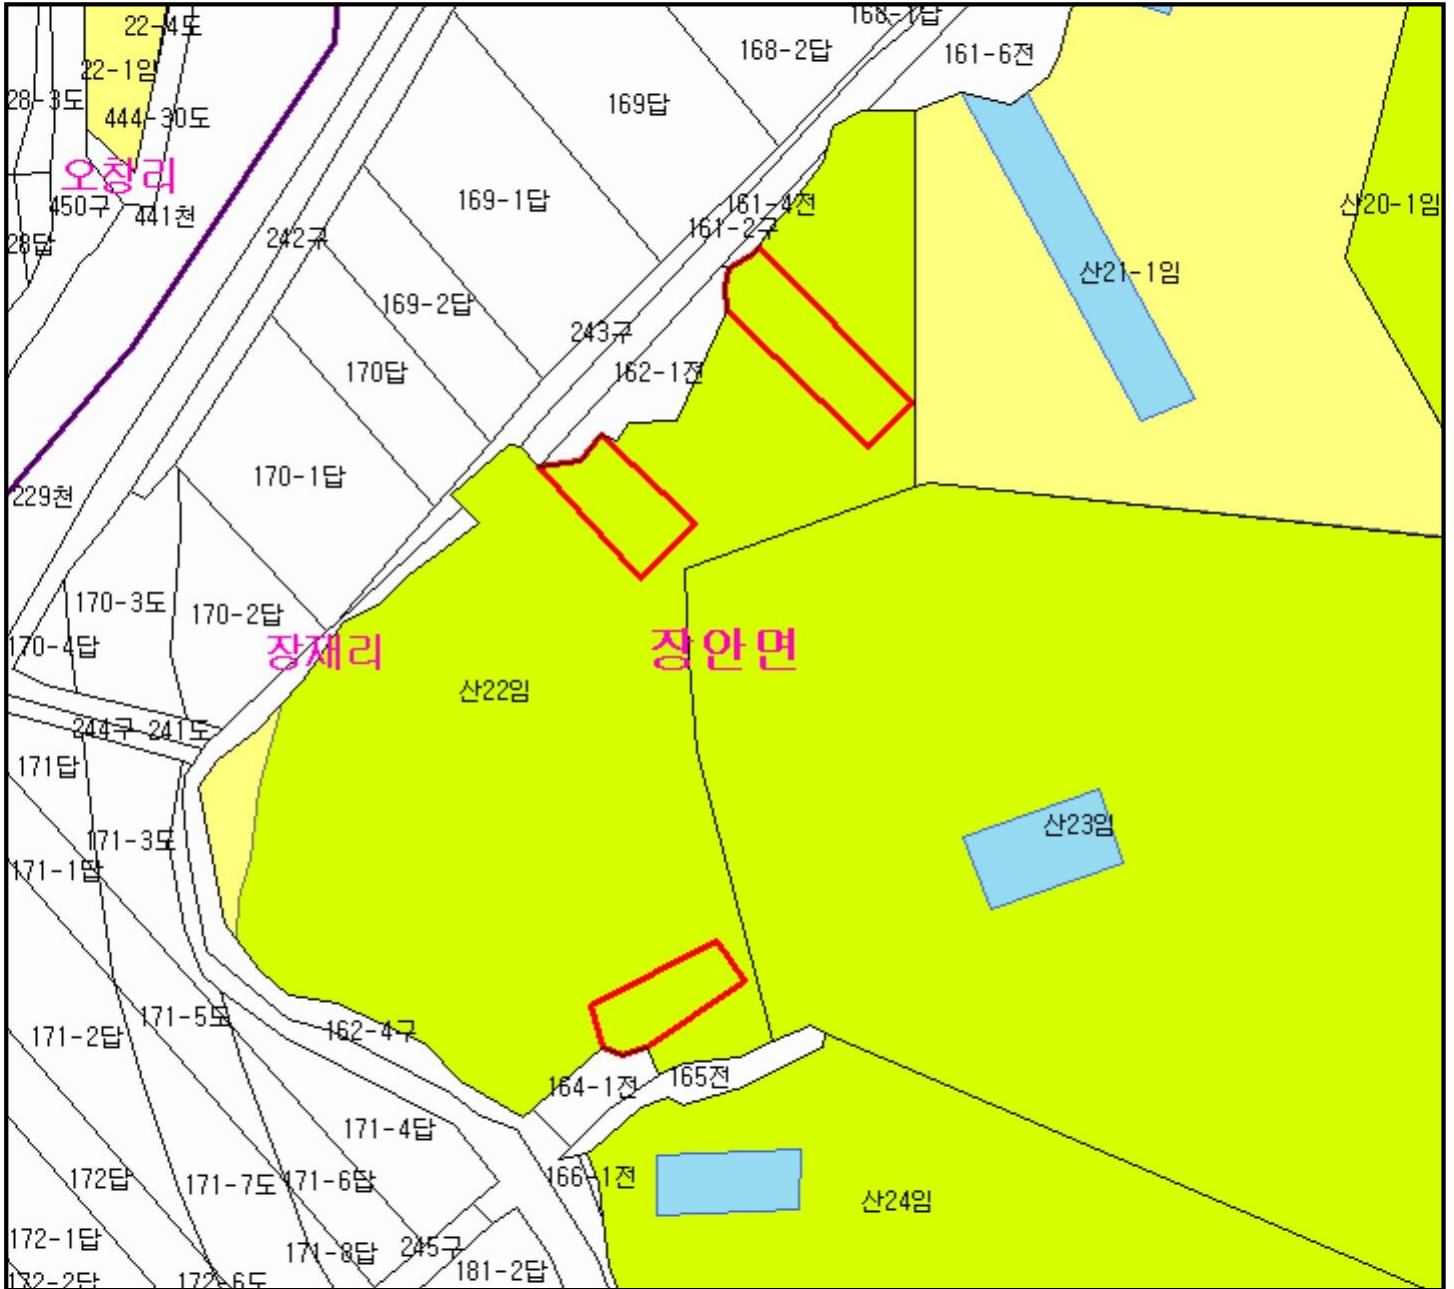 22-4도
168-1답
168-2답
161-6전
22-1임
28-3도
169답
444-30도
오창리
450구
441천
169-1답
161-4전
산20-1임
161-2구
28답
242구
산21-1임
169-2답
243구
170답
162-1전
170-1답
229천
170-3도
170-2답
170-4답
장재리
장안면
산22임
244구
241도
171답
171-3도
산23임
171-1답
171-5도
171-2답
162-4구
164-1전
165전
171-4답
172답
171-7도
171-6답
166-1전
산24임
172-1답
171-8답
245구
181-2답
172-2답
172-6도